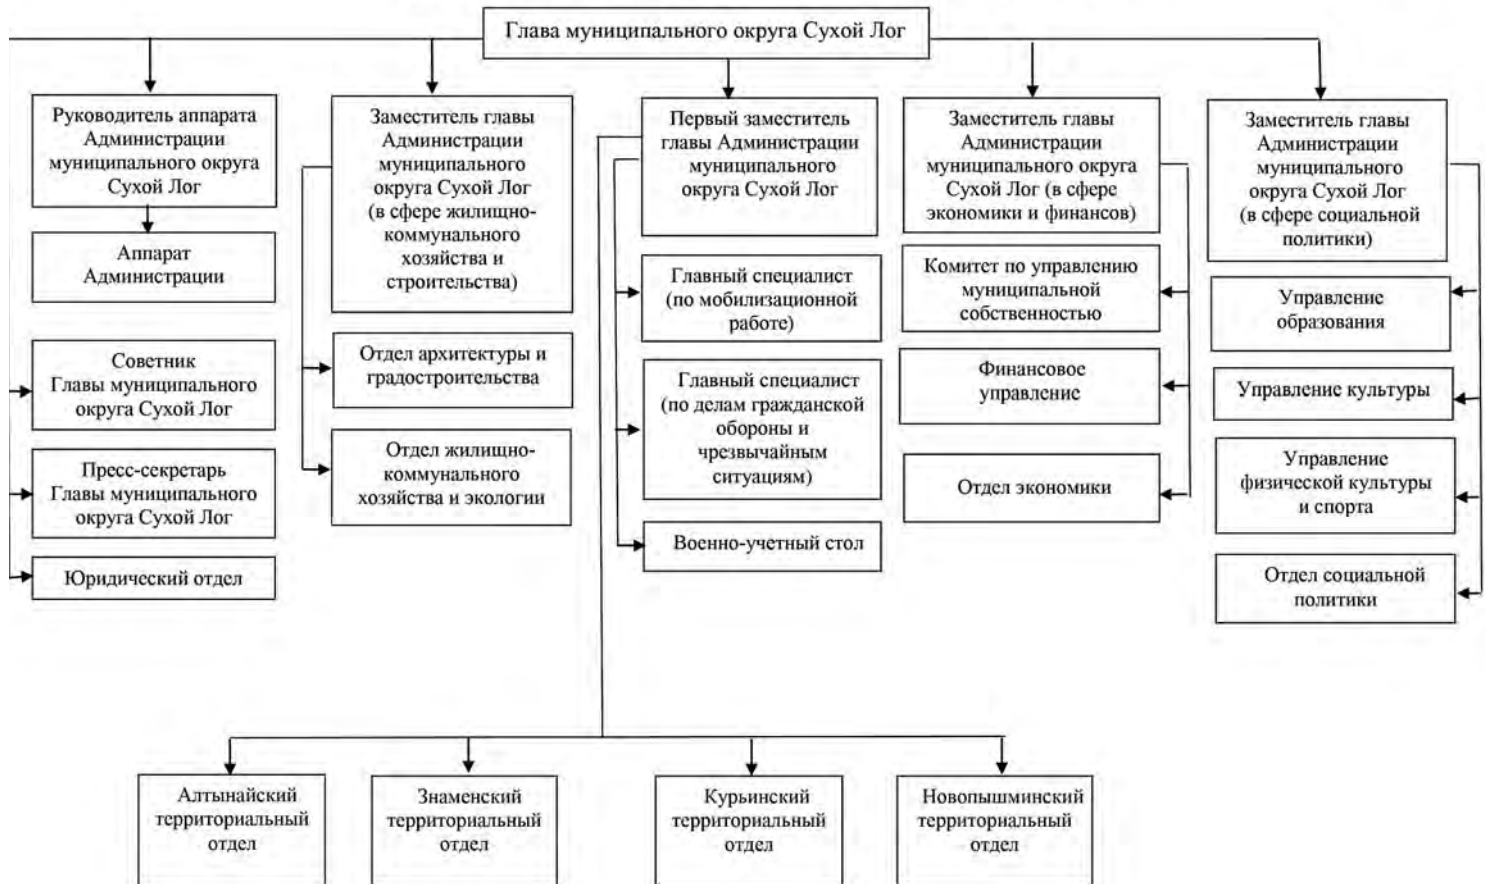 Глава муниципального округа Сухой Лог
Руководитель аппарата
Администрации
муниципального округа
Сухой Лог
Аппарат
Администрации
Советник
Главы муниципального
округа Сухой Лог
Пресс-секретарь
Главы муниципального
округа Сухой Лог
Юридический отдел
Заместитель главы
Администрации
муниципального
округа Сухой Лог
(в сфере жилищно-
коммунального
хозяйства и
строительства)
Отдел архитектуры и
градостроительства
Отдел жилищно-
коммунального
хозяйства и экологии
Первый заместитель
главы Администрации
муниципального
округа Сухой Лог
Главный специалист
(по мобилизационной
работе)
Главный специалист
(по делам гражданской
обороны и
чрезвычайным
ситуациям)
Военно-учетный стол
Заместитель главы
Администрации
муниципального округа
Сухой Лог (в сфере
экономики и финансов)
Комитет по управлению
муниципальной
собственностью
Финансовое
управление
Отдел экономики
Заместитель главы
Администрации
муниципального
округа Сухой Лог
(в сфере социальной
политики)
Управление
образования
Управление культуры
Управление
физической культуры
и спорта
Отдел социальной
политики
Алтынайский
территориальный
отдел
Знаменский
территориальный
отдел
Курьинский
территориальный
отдел
Новопышминский
территориальный
отдел